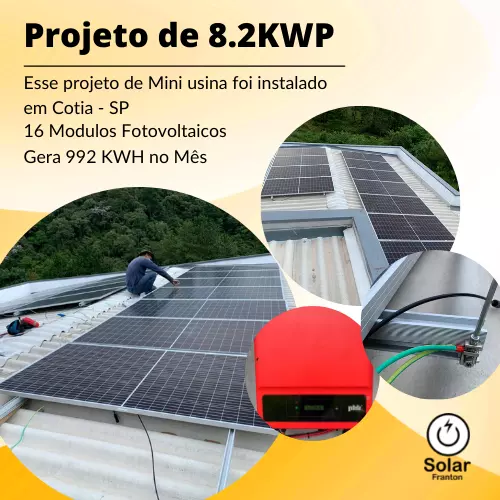 Projeto de 8.2KWP
Esse projeto de Mini usina foi instalado
em Cotia - SP
16 Modulos Fotovoltaicos
Gera 992 KWH no Mês
phb
Solar
Franton